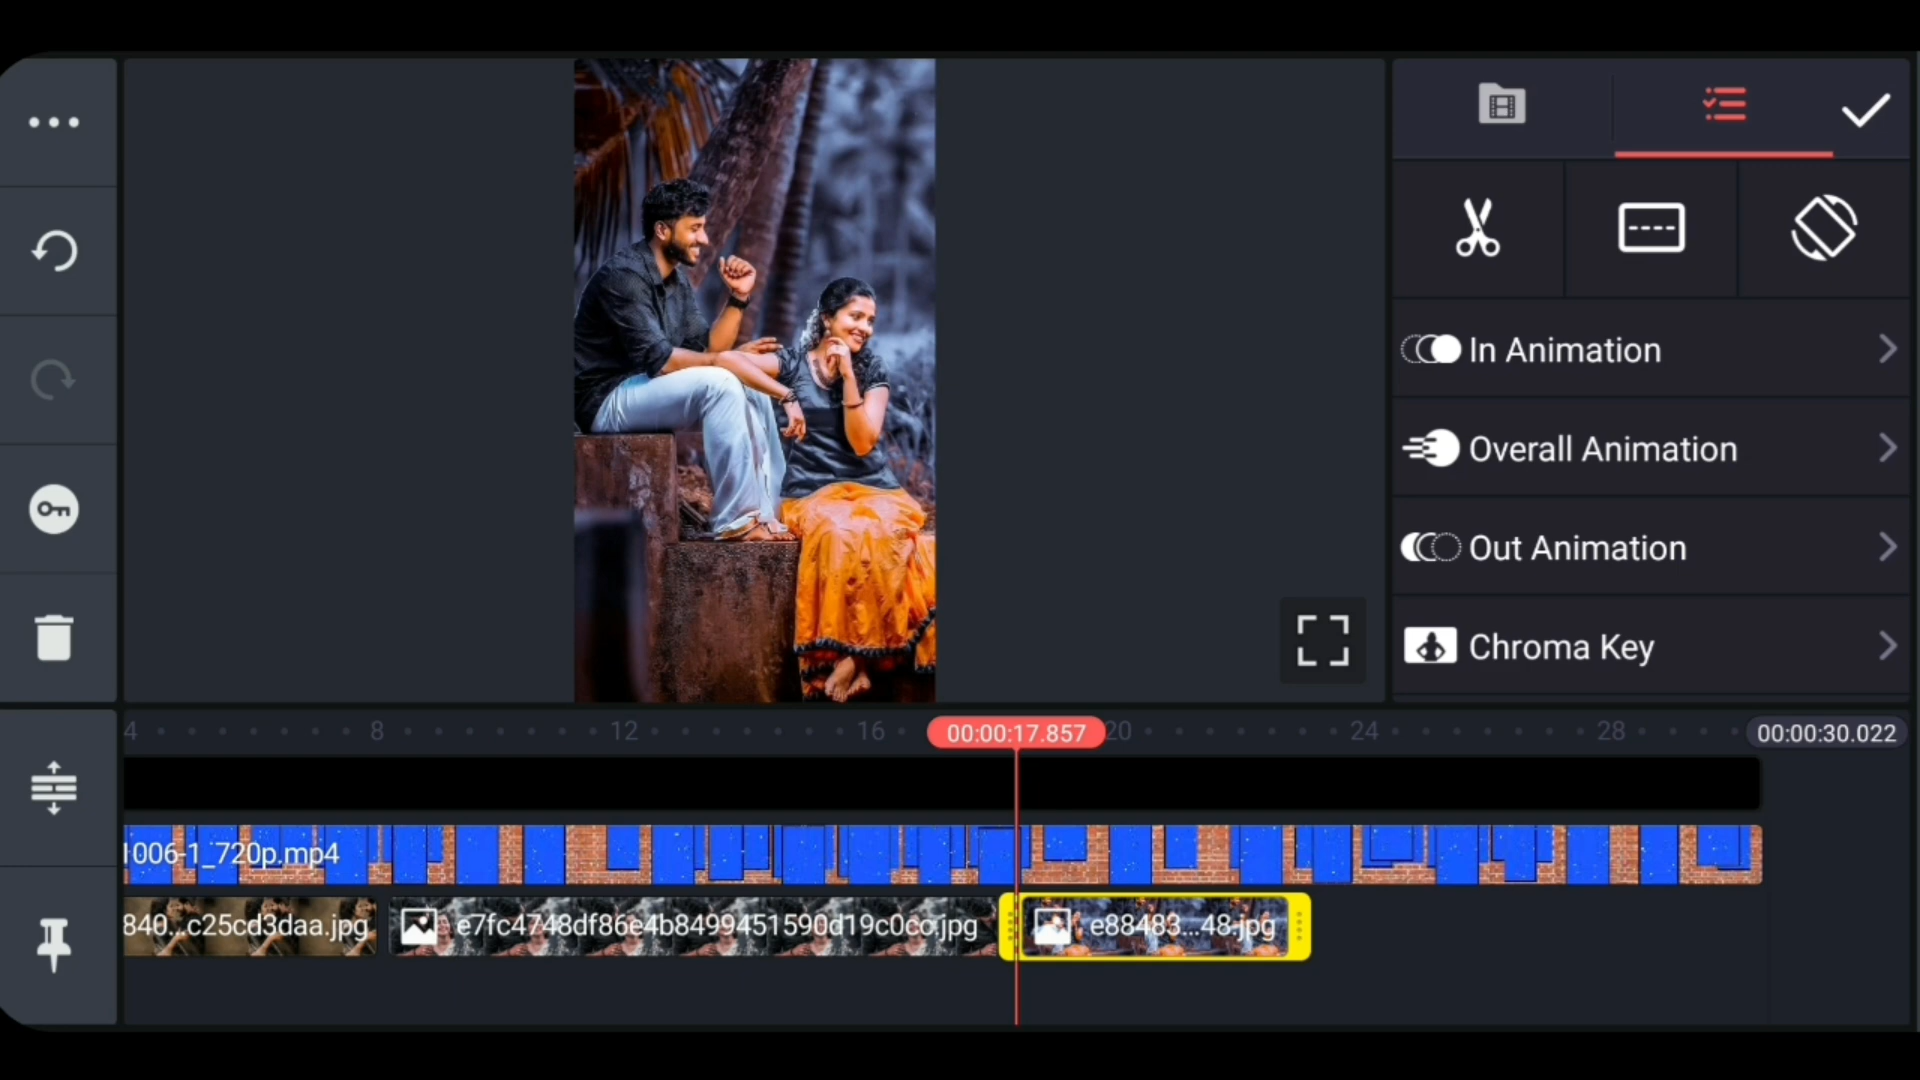 In Animation
Overall Animation
Out Animation
Chroma Key
4 8 12 16 00:00:17.857 20 24 28 00:00:30.022
1006-1_720p.mp4
840...c25cd3daa.jpg e7fc4748df86e4b8499451590d19c0cc.jpg e88483...48.jpg